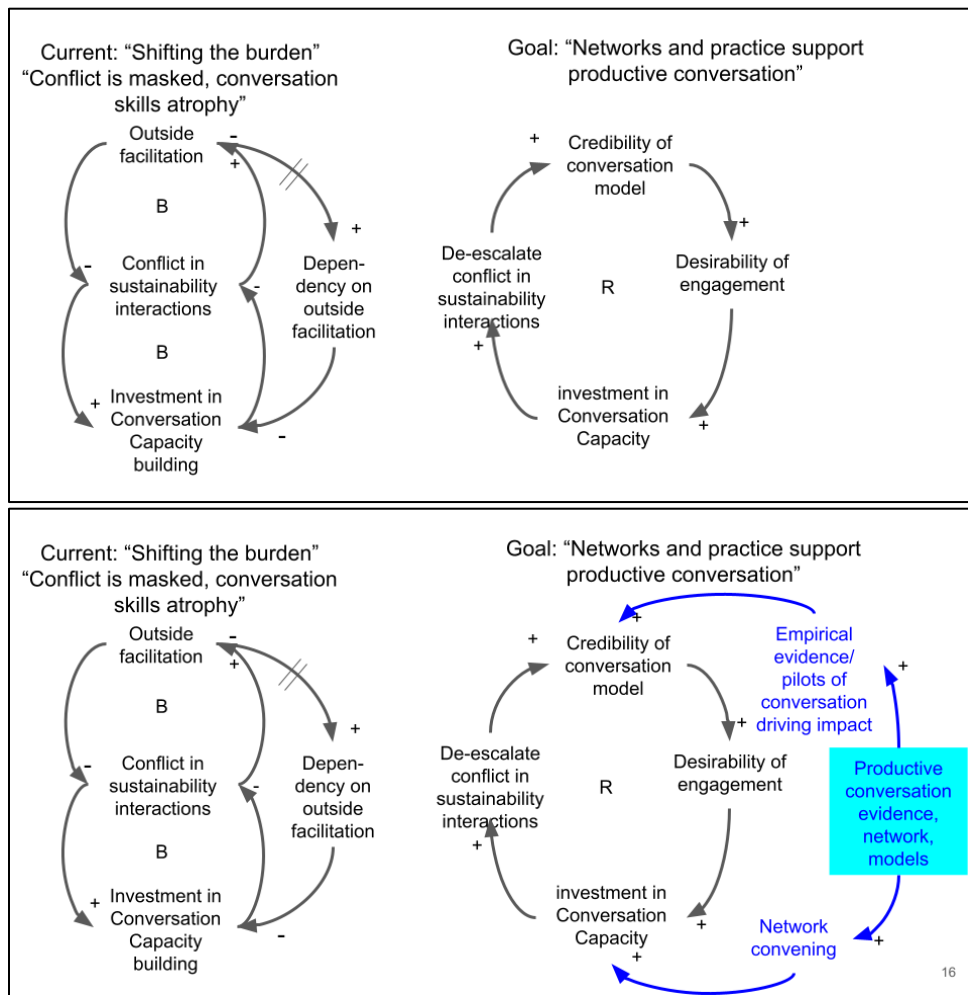 Current: “Shifting the burden”
“Conflict is masked, conversation
skills atrophy”
Outside
facilitation
-
+
B
+
-
Conflict in
sustainability
interactions
-
Depen-
dency on
outside
facilitation
B
+
Investment in
Conversation
Capacity
building
-
Goal: “Networks and practice support
productive conversation”
+
Credibility of
conversation
model
+
De-escalate
conflict in
sustainability
interactions
R
Desirability of
engagement
+
investment in
Conversation
Capacity
+
Current: “Shifting the burden”
“Conflict is masked, conversation
skills atrophy”
Outside
facilitation
-
+
B
+
-
Conflict in
sustainability
interactions
-
Depen-
dency on
outside
facilitation
B
+
Investment in
Conversation
Capacity
building
-
Goal: “Networks and practice support
productive conversation”
+
+
Credibility of
conversation
model
Empirical
evidence/
pilots of
conversation
driving impact
+
+
De-escalate
conflict in
sustainability
interactions
R
Desirability of
engagement
Productive
conversation
evidence,
network,
models
+
investment in
Conversation
Capacity
+
+
Network
convening
+
16